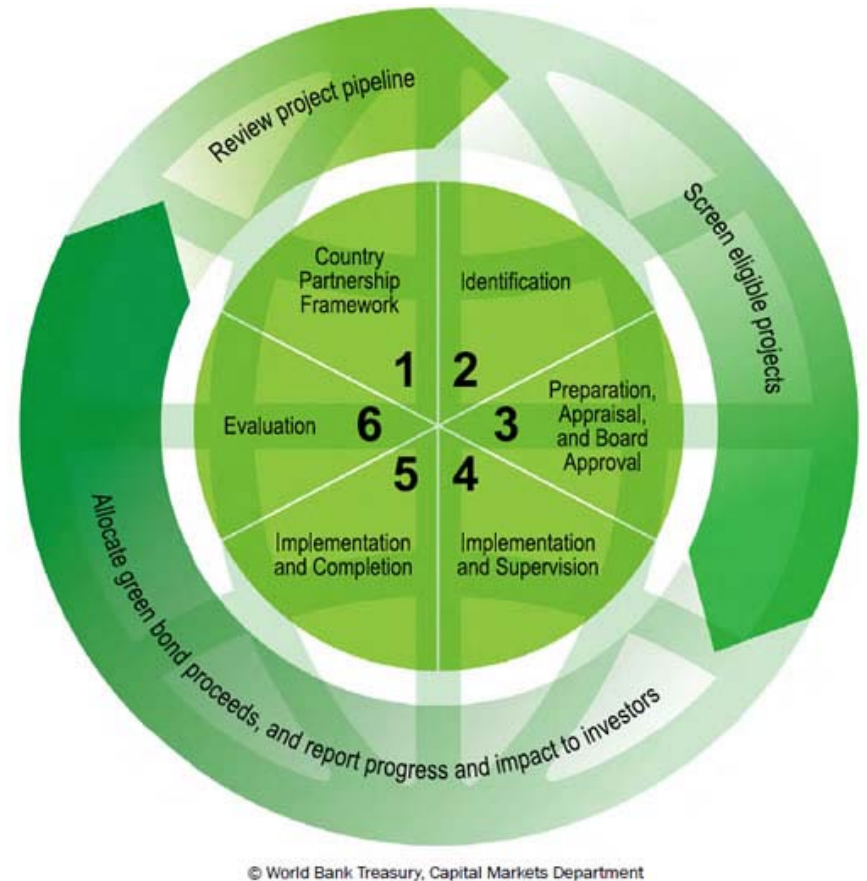 Review project pipeline
Screen eligible projects
Allocate green bond proceeds, and report progress and impact to investors
Country
Partnership
Framework
1
Identification
2
Preparation,
Appraisal,
and Board
Approval
3
Implementation
and Supervision
4
Implementation
and Completion
5
Evaluation
6
© World Bank Treasury, Capital Markets Department